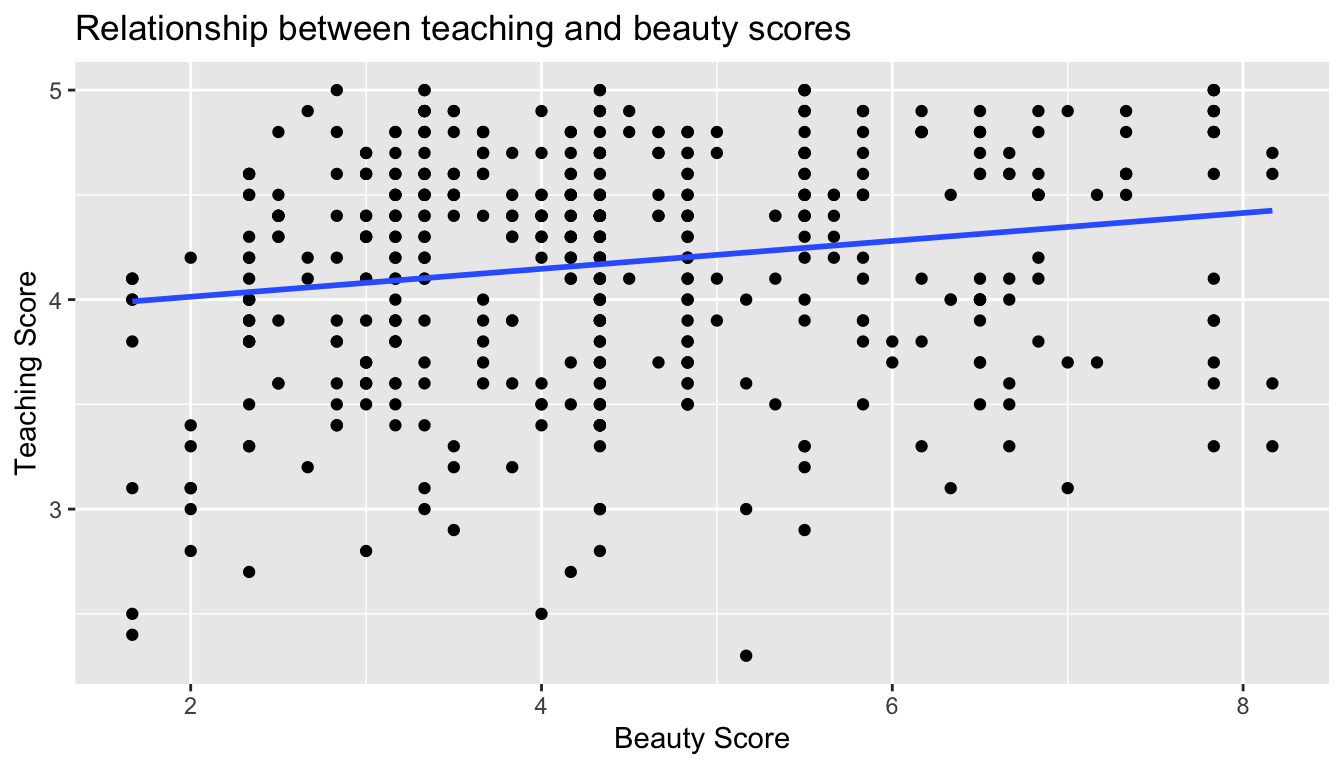 Relationship between teaching and beauty scores
5
4
3
Teaching Score
2 4 6 8
Beauty Score